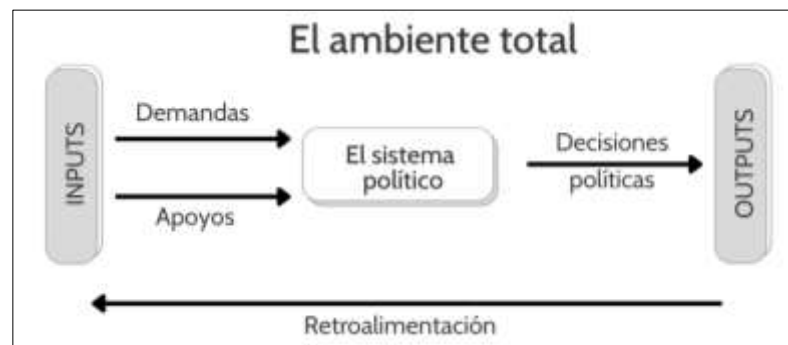 El ambiente total
INPUTS
Demandas
Apoyos
El sistema
político
Decisiones
políticas
OUTPUTS
Retroalimentación